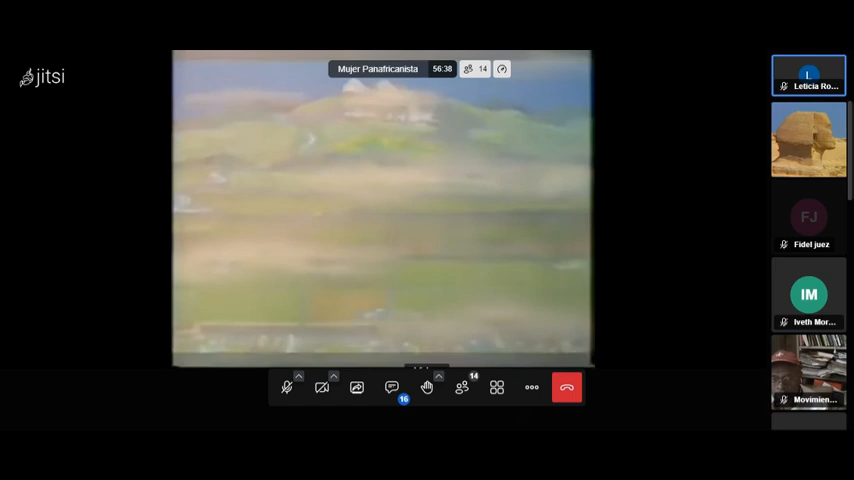 jitsi
Mujer Panafricanista 56:38 14
L
Leticia Ro...
FJ
Fidel juez
IM
Iveth Mor...
Movimien...
14
16